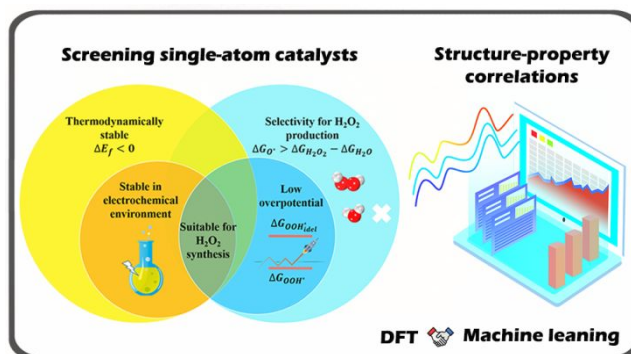 Screening single-atom catalysts
Structure-property
correlations
Thermodynamically
stable
ΔE_f < 0
Selectivity for H₂O₂
production
ΔG_O* > ΔG_H₂O₂ − ΔG_H₂O
Stable in
electrochemical
environment
Suitable for
H₂O₂
synthesis
Low
overpotential
ΔG_OOH*idel
ΔG_OOH*
DFT Machine leaning